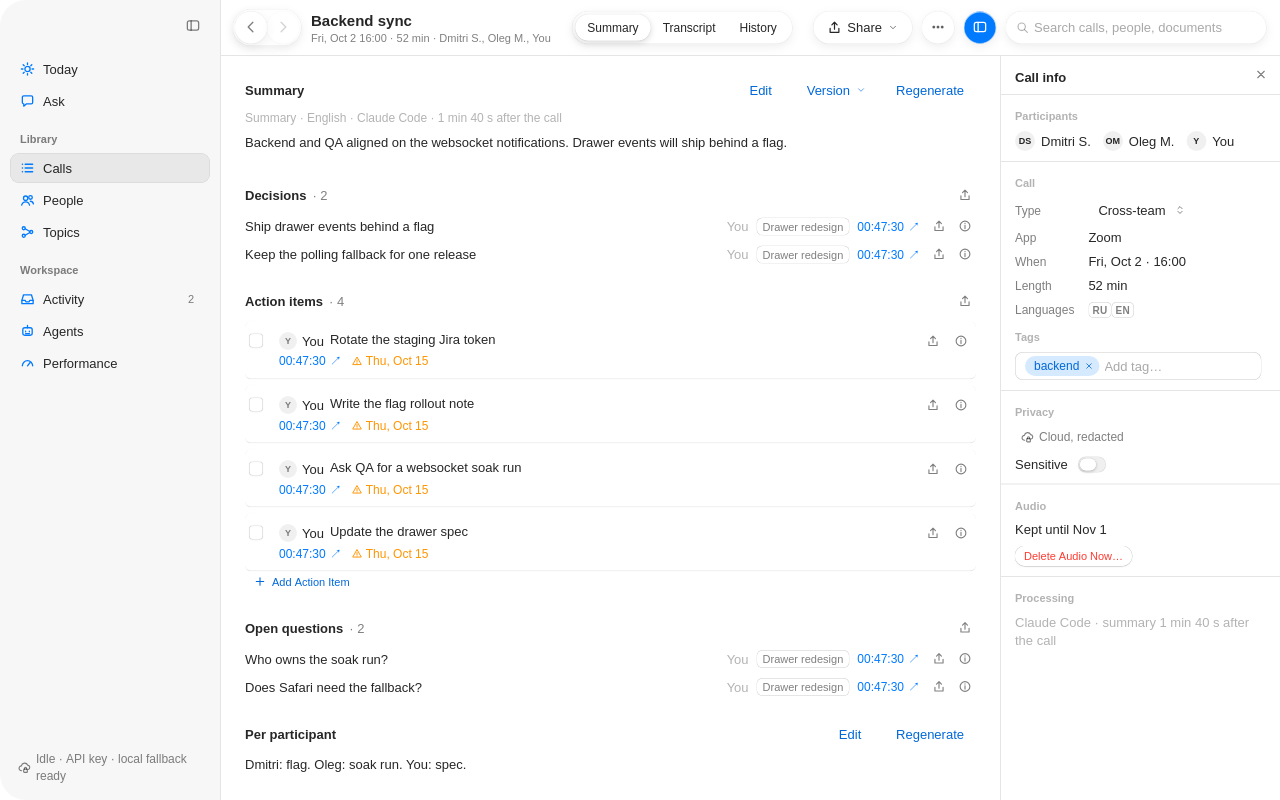 Today
Ask
Library
Calls
People
Topics
Workspace
Activity 2
Agents
Performance
Idle · API key · local fallback
ready
Backend sync
Fri, Oct 2 16:00 · 52 min · Dmitri S., Oleg M., You
Summary Transcript History
Share
Search calls, people, documents
Summary Edit Version Regenerate
Summary · English · Claude Code · 1 min 40 s after the call
Backend and QA aligned on the websocket notifications. Drawer events will ship behind a flag.
Decisions · 2
Ship drawer events behind a flag You Drawer redesign 00:47:30
Keep the polling fallback for one release You Drawer redesign 00:47:30
Action items · 4
Y You Rotate the staging Jira token
00:47:30 Thu, Oct 15
Y You Write the flag rollout note
00:47:30 Thu, Oct 15
Y You Ask QA for a websocket soak run
00:47:30 Thu, Oct 15
Y You Update the drawer spec
00:47:30 Thu, Oct 15
Add Action Item
Open questions · 2
Who owns the soak run? You Drawer redesign 00:47:30
Does Safari need the fallback? You Drawer redesign 00:47:30
Per participant Edit Regenerate
Dmitri: flag. Oleg: soak run. You: spec.
Call info
Participants
DS Dmitri S. OM Oleg M. Y You
Call
Type Cross-team
App Zoom
When Fri, Oct 2 · 16:00
Length 52 min
Languages RU EN
Tags
backend Add tag…
Privacy
Cloud, redacted
Sensitive
Audio
Kept until Nov 1
Delete Audio Now…
Processing
Claude Code · summary 1 min 40 s after
the call